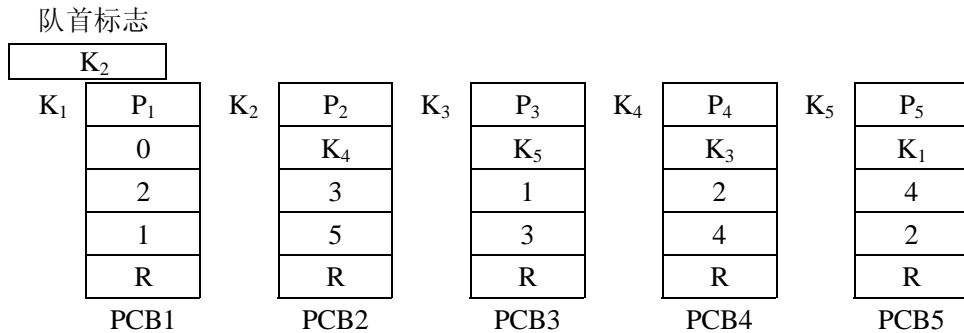 队首标志
K₂
K₁ P₁ K₂ P₂ K₃ P₃ K₄ P₄ K₅ P₅
0 K₄ K₅ K₃ K₁
2 3 1 2 4
1 5 3 4 2
R R R R R
PCB1 PCB2 PCB3 PCB4 PCB5